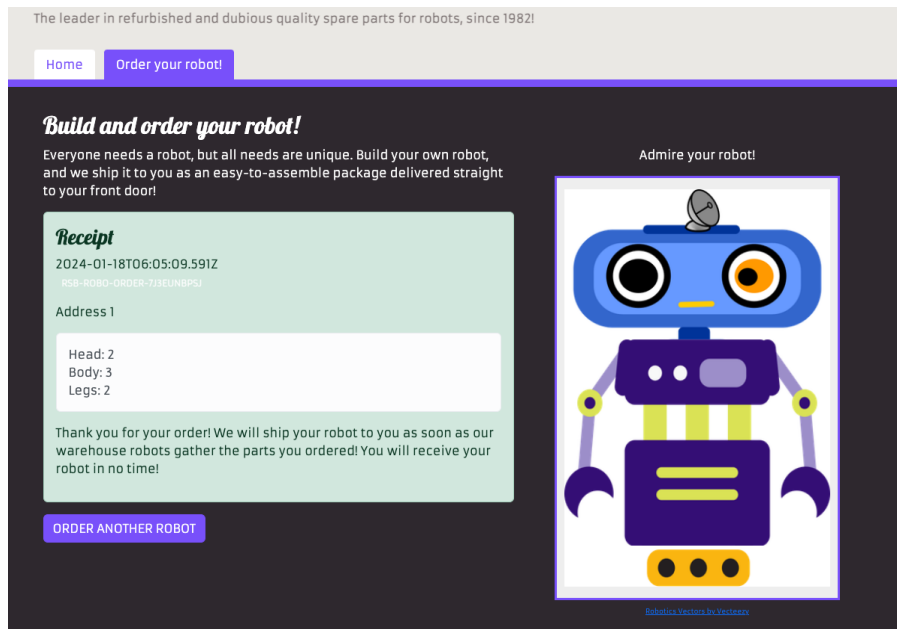 The leader in refurbished and dubious quality spare parts for robots, since 1982!
Home
Order your robot!
Build and order your robot!
Everyone needs a robot, but all needs are unique. Build your own robot,
and we ship it to you as an easy-to-assemble package delivered straight
to your front door!
Receipt
2024-01-18T06:05:09.591Z
RSB-ROBO-ORDER-7J3EUNBPSJ
Address 1
Head: 2
Body: 3
Legs: 2
Thank you for your order! We will ship your robot to you as soon as our
warehouse robots gather the parts you ordered! You will receive your
robot in no time!
ORDER ANOTHER ROBOT
Admire your robot!
Robotics Vectors by Vecteezy